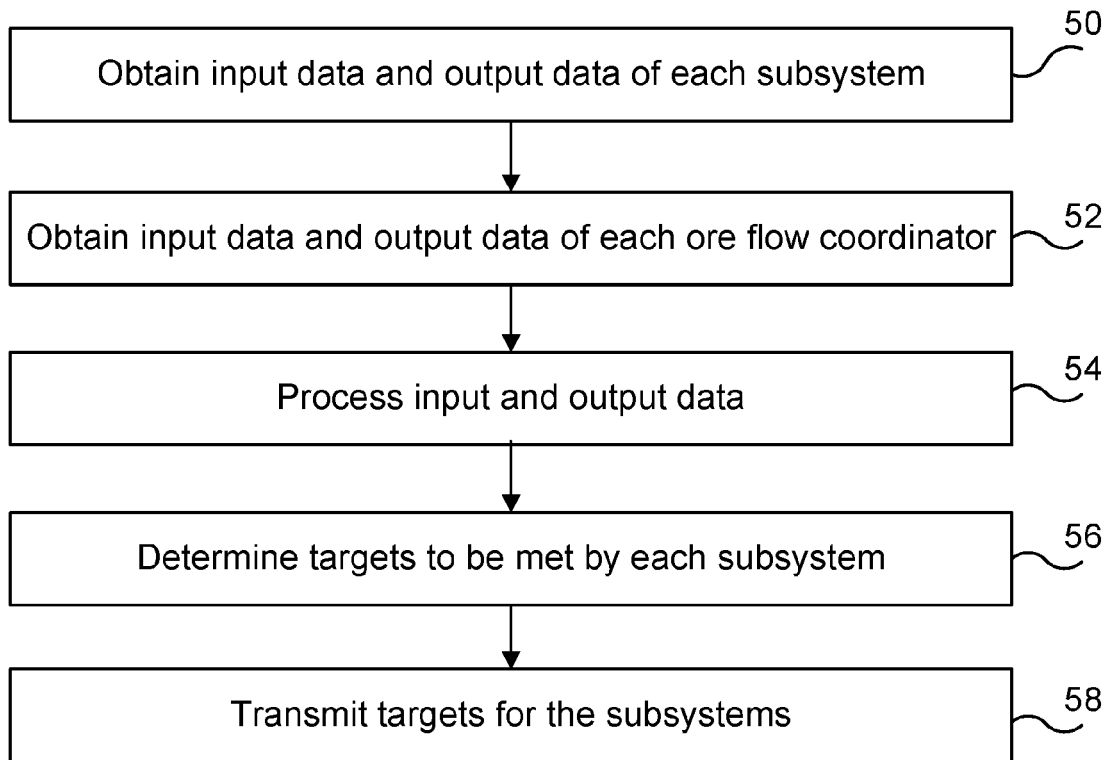 50
Obtain input data and output data of each subsystem
52
Obtain input data and output data of each ore flow coordinator
54
Process input and output data
56
Determine targets to be met by each subsystem
58
Transmit targets for the subsystems